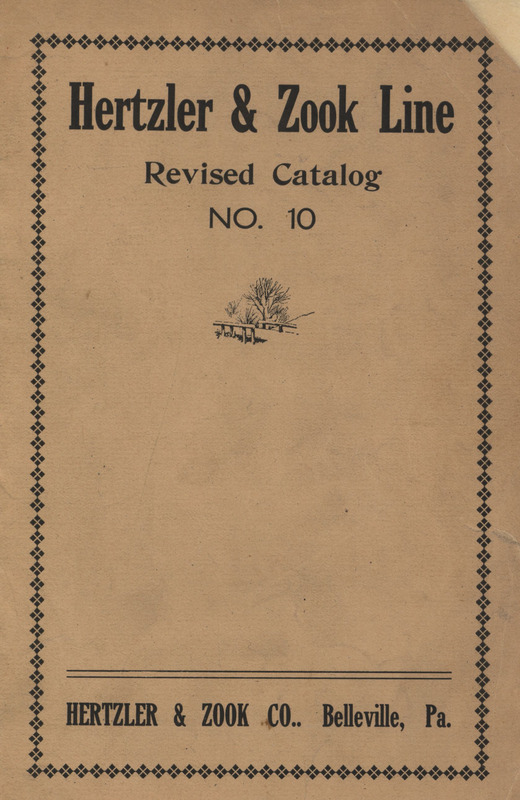 Hertzler & Zook Line
Revised Catalog
NO. 10
HERTZLER & ZOOK CO.. Belleville, Pa.